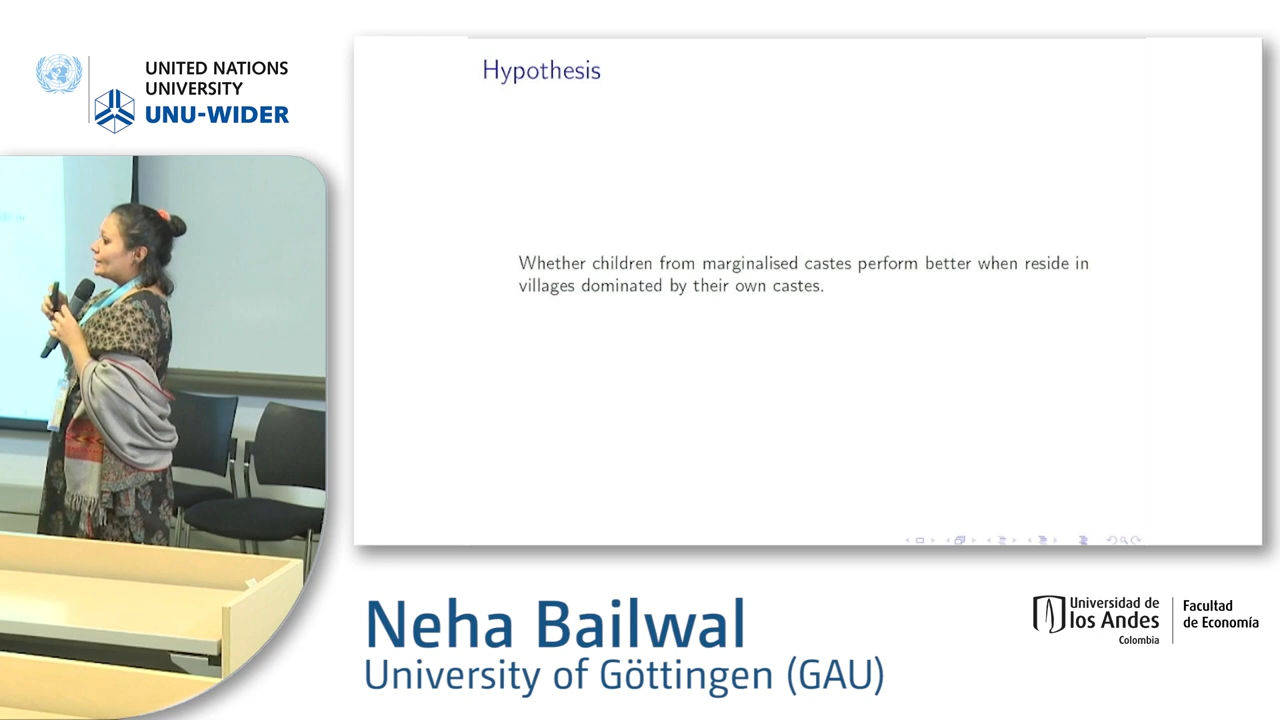 UNITED NATIONS
UNIVERSITY
UNU-WIDER
Hypothesis
Whether children from marginalised castes perform better when reside in
villages dominated by their own castes.
Neha Bailwal
University of Göttingen (GAU)
Universidad de
los Andes
Colombia
Facultad
de Economía